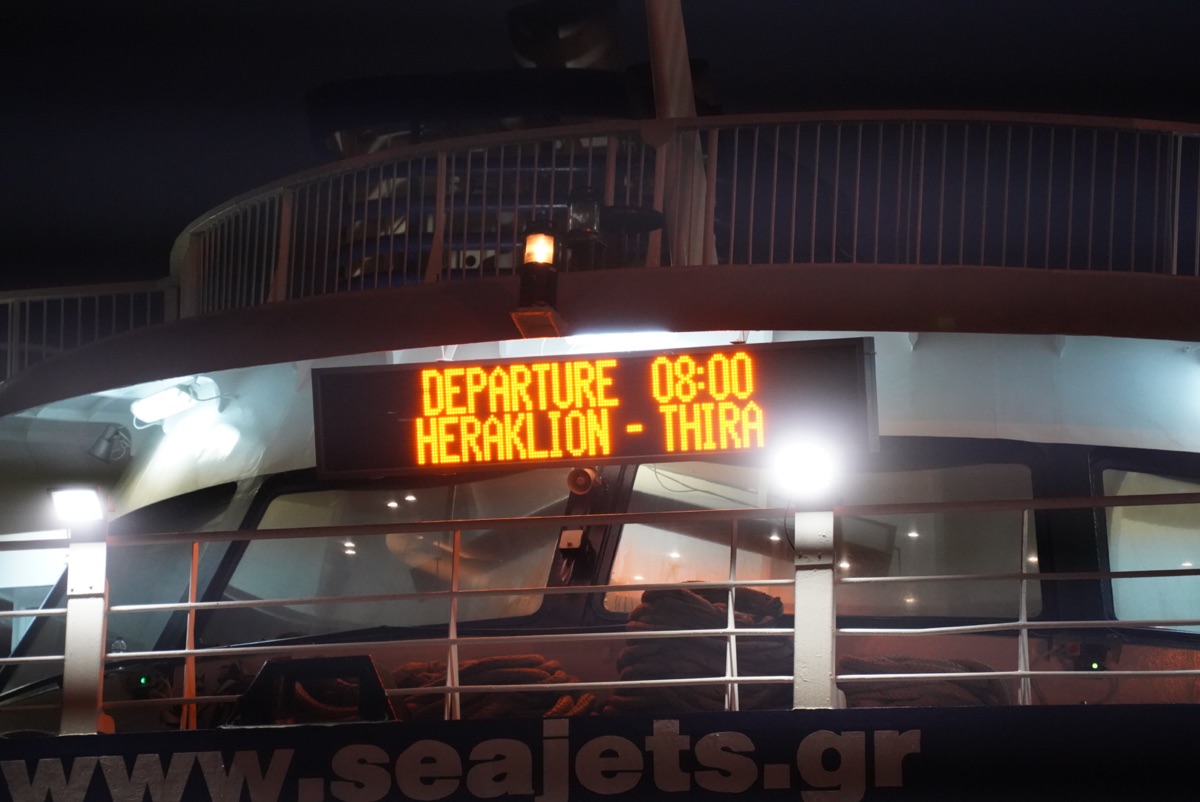 DEPARTURE 08:00
HERAKLION - THIRA
www.seajets.gr